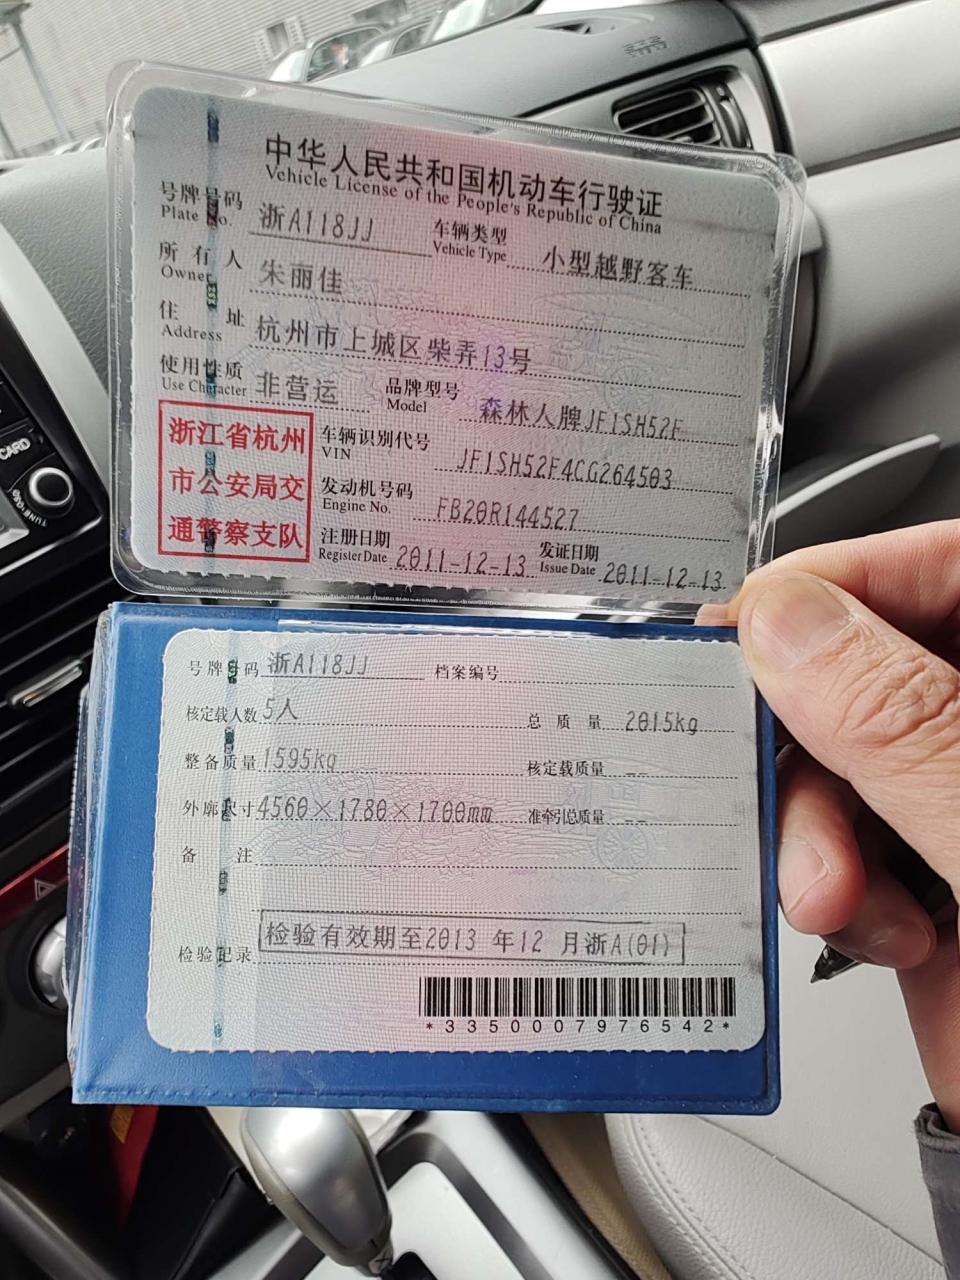 中华人民共和国机动车行驶证
Vehicle License of the People's Republic of China
号牌号码 浙A118JJ 车辆类型 小型越野客车
Plate No. Vehicle Type
所有人 朱丽佳
Owner
住址 杭州市上城区柴弄13号
Address
使用性质 非营运 品牌型号 森林人牌JF1SH52F
Use Character Model
浙江省杭州
市公安局交
通警察支队
车辆识别代号 JF1SH52F4CG264503
VIN
发动机号码 FB20R144527
Engine No.
注册日期 2011-12-13 发证日期 2011-12-13
Register Date Issue Date
号牌号码 浙A118JJ 档案编号
核定载人数 5人 总质量 2015kg
整备质量 1595kg 核定载质量 --
外廓尺寸 4560×1780×1700mm 准牵引总质量 --
备注
检验记录 检验有效期至2013 年12 月浙A(01)
*3350007976542*
CARD
TUNE